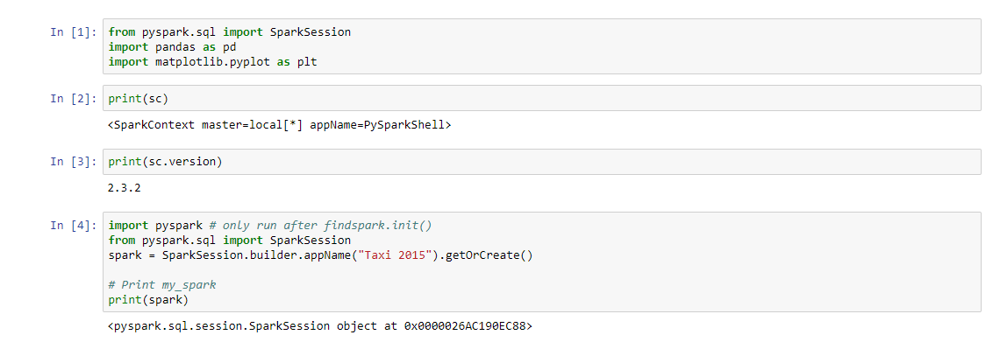 In [1]: from pyspark.sql import SparkSession
import pandas as pd
import matplotlib.pyplot as plt
In [2]: print(sc)
<SparkContext master=local[*] appName=PySparkShell>
In [3]: print(sc.version)
2.3.2
In [4]: import pyspark # only run after findspark.init()
from pyspark.sql import SparkSession
spark = SparkSession.builder.appName("Taxi 2015").getOrCreate()
# Print my_spark
print(spark)
<pyspark.sql.session.SparkSession object at 0x0000026AC190EC88>